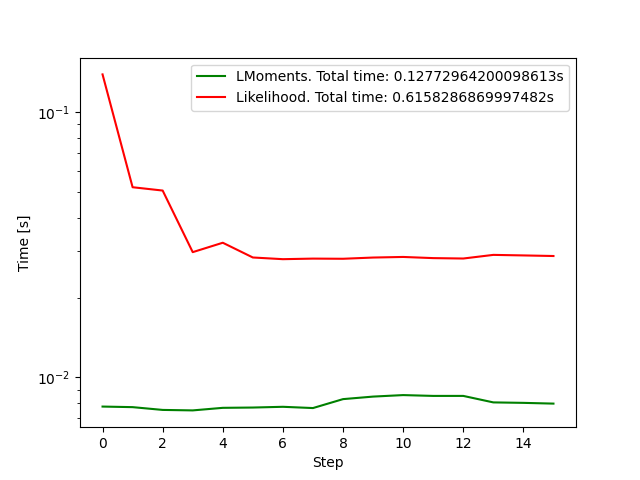 LMoments. Total time: 0.12772964200098613s
Likelihood. Total time: 0.6158286869997482s
10⁻¹
10⁻²
Time [s]
0 2 4 6 8 10 12 14
Step